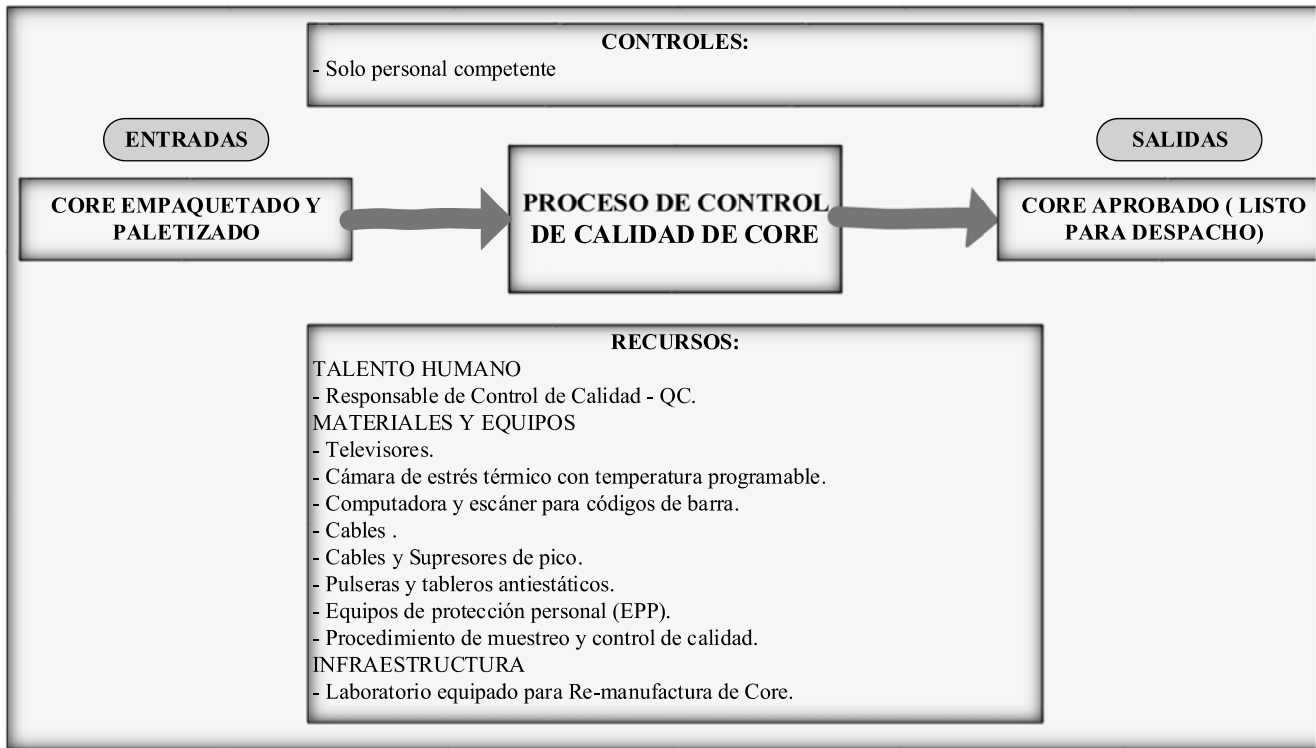 CONTROLES:
- Solo personal competente
ENTRADAS
SALIDAS
CORE EMPAQUETADO Y
PALETIZADO
PROCESO DE CONTROL
DE CALIDAD DE CORE
CORE APROBADO ( LISTO
PARA DESPACHO)
RECURSOS:
TALENTO HUMANO
- Responsable de Control de Calidad - QC.
MATERIALES Y EQUIPOS
- Televisores.
- Cámara de estrés térmico con temperatura programable.
- Computadora y escáner para códigos de barra.
- Cables .
- Cables y Supresores de pico.
- Pulseras y tableros antiestáticos.
- Equipos de protección personal (EPP).
- Procedimiento de muestreo y control de calidad.
INFRAESTRUCTURA
- Laboratorio equipado para Re-manufactura de Core.